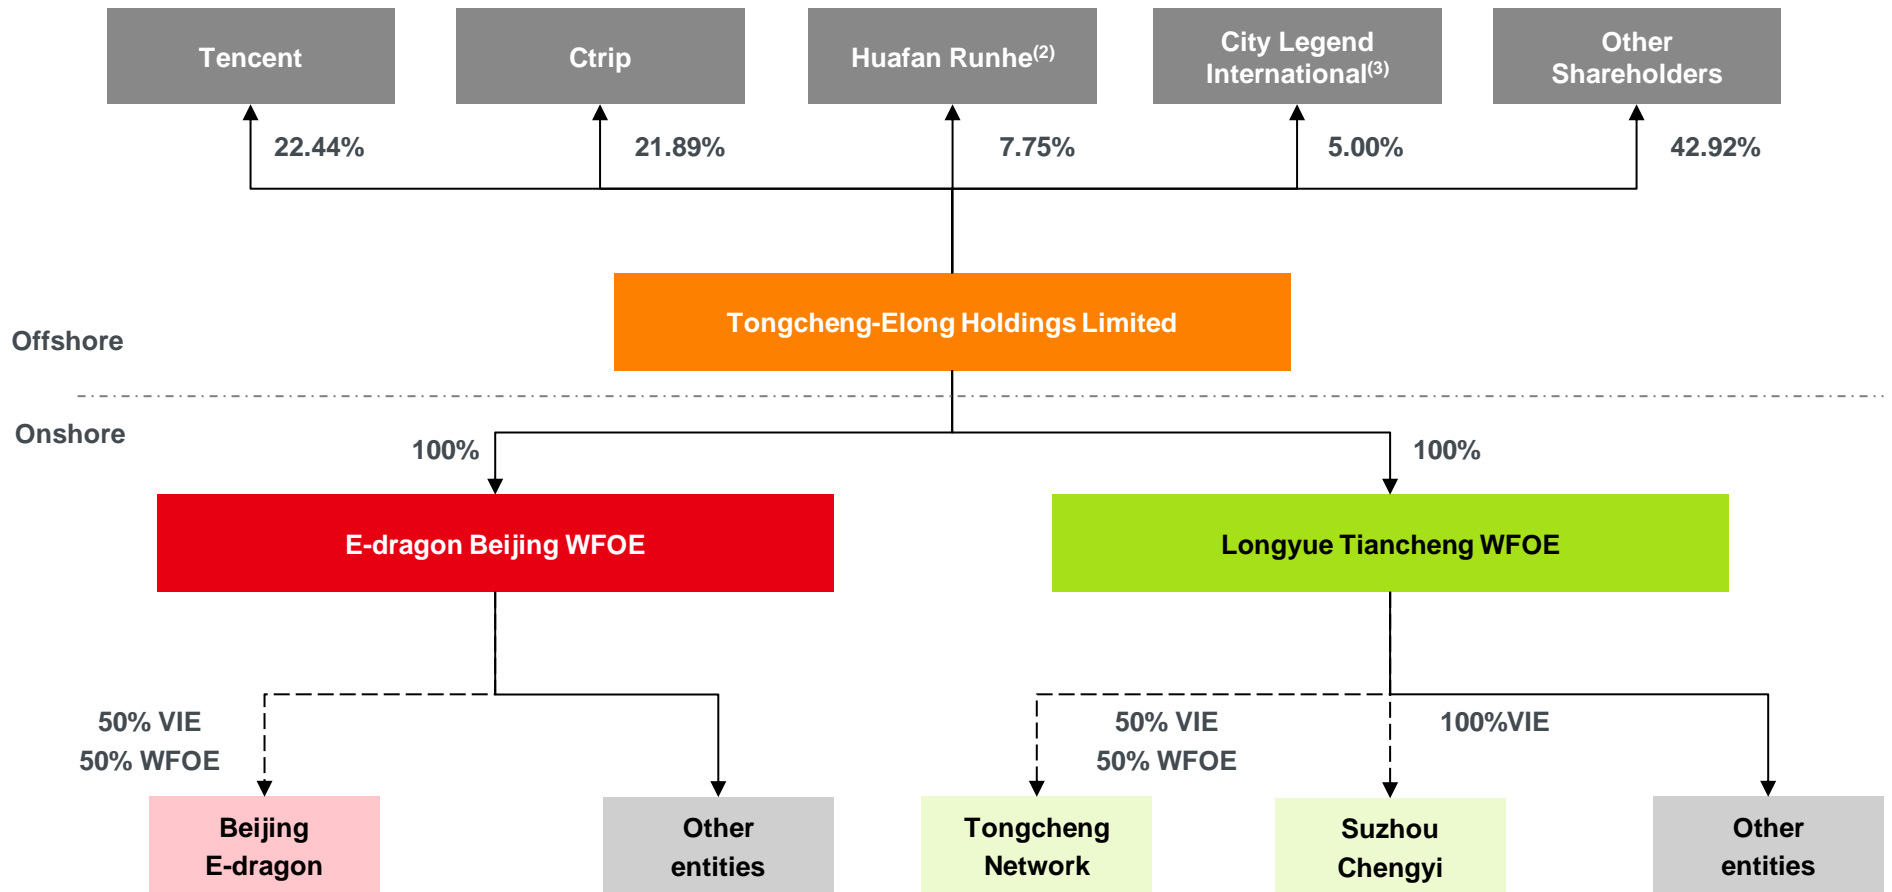 Tencent
Ctrip
Huafan Runhe(2)
City Legend
International(3)
Other
Shareholders
22.44%
21.89%
7.75%
5.00%
42.92%
Tongcheng-Elong Holdings Limited
Offshore
Onshore
100%
100%
E-dragon Beijing WFOE
Longyue Tiancheng WFOE
50% VIE
50% WFOE
50% VIE
50% WFOE
100%VIE
Beijing
E-dragon
Other
entities
Tongcheng
Network
Suzhou
Chengyi
Other
entities